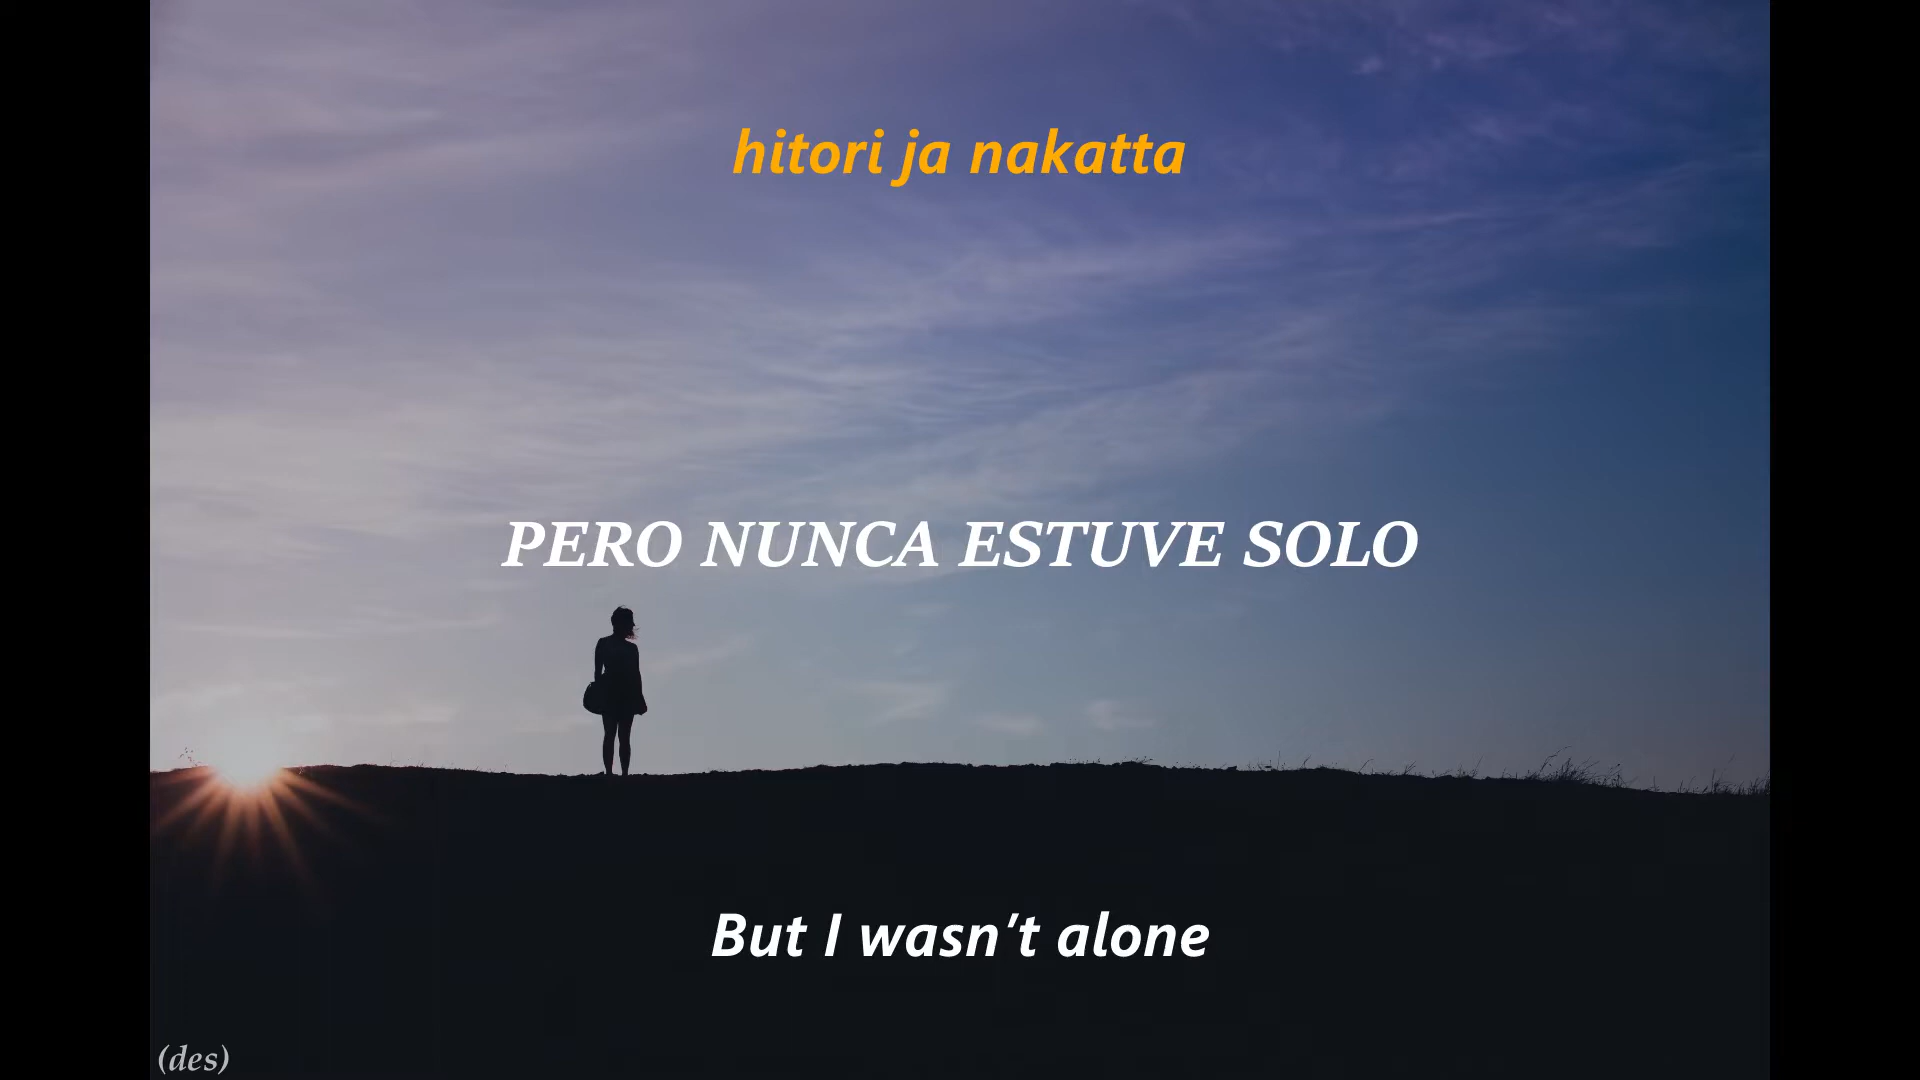 hitori ja nakatta
PERO NUNCA ESTUVE SOLO
But I wasn't alone
(des)